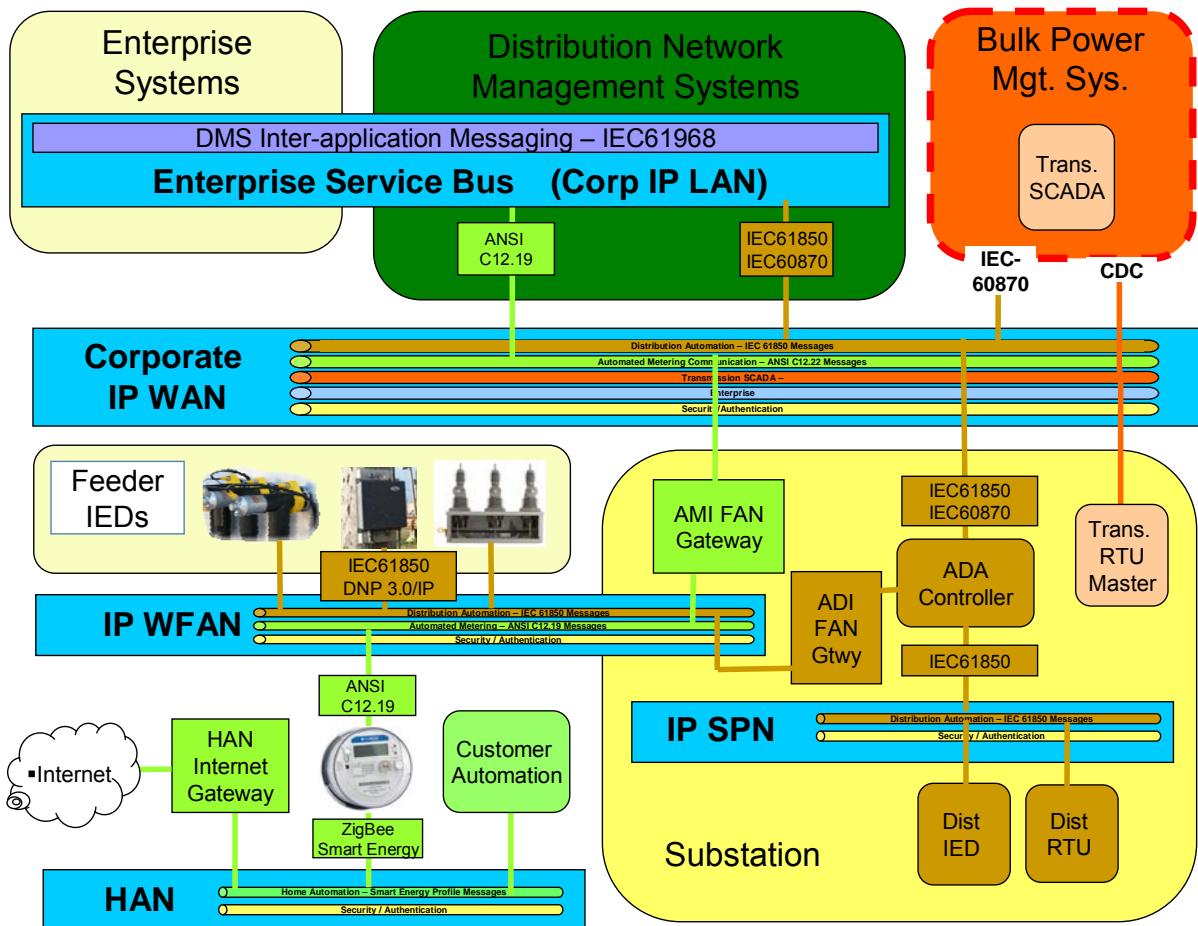 Enterprise
Systems
Distribution Network
Management Systems
Bulk Power
Mgt. Sys.
DMS Inter-application Messaging – IEC61968
Enterprise Service Bus (Corp IP LAN)
Trans.
SCADA
ANSI
C12.19
IEC61850
IEC60870
IEC-
60870
CDC
Corporate
IP WAN
Distribution Automation – IEC 61850 Messages
Automated Metering Communication – ANSI C12.22 Messages
Transmission SCADA –
Enterprise
Security /Authentication
Feeder
IEDs
IEC61850
DNP 3.0/IP
AMI FAN
Gateway
IEC61850
IEC60870
Trans.
RTU
Master
ADA
Controller
ADI
FAN
Gtwy
IEC61850
IP WFAN
Distribution Automation – IEC 61850 Messages
Automated Metering – ANSI C12.19 Messages
Security / Authentication
ANSI
C12.19
IP SPN
Distribution Automation – IEC 61850 Messages
Security / Authentication
▪Internet
HAN
Internet
Gateway
Customer
Automation
ZigBee
Smart Energy
Dist
IED
Dist
RTU
Substation
HAN
Home Automation – Smart Energy Profile Messages
Security / Authentication